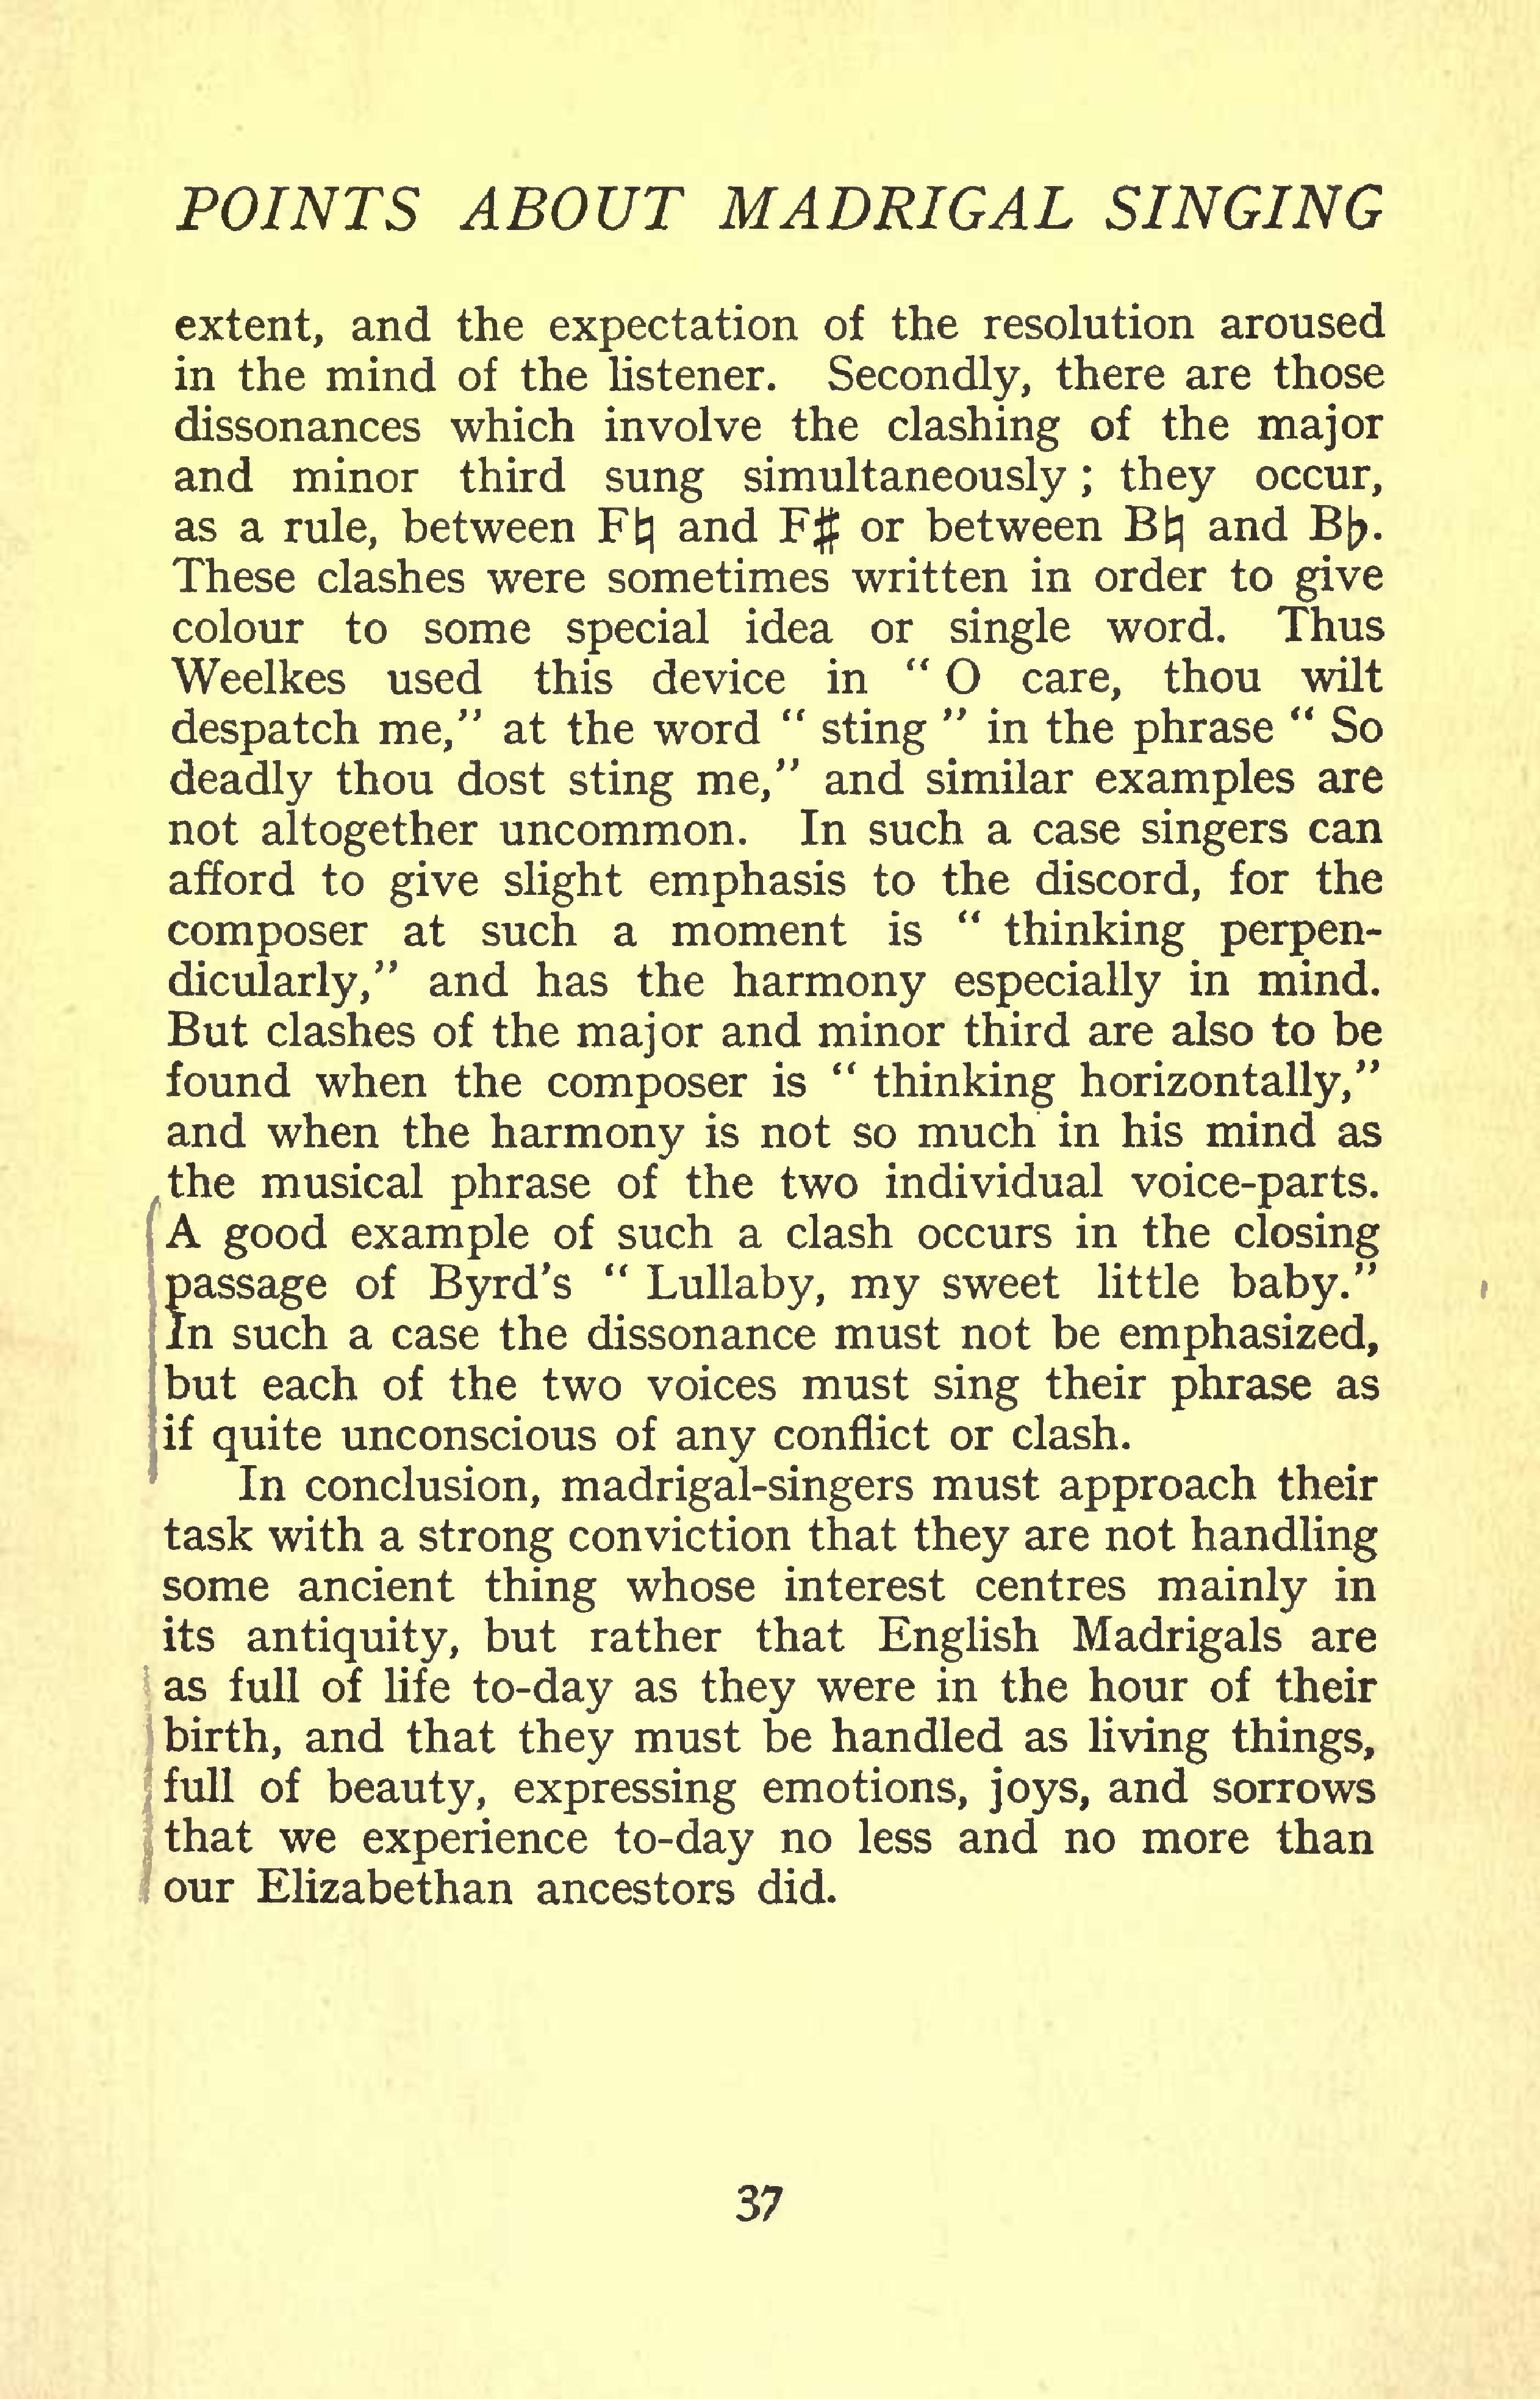 POINTS ABOUT MADRIGAL SINGING
extent, and the expectation of the resolution aroused
in the mind of the listener. Secondly, there are those
dissonances which involve the clashing of the major
and minor third sung simultaneously ; they occur,
as a rule, between F♮ and F♯ or between B♮ and B♭.
These clashes were sometimes written in order to give
colour to some special idea or single word. Thus
Weelkes used this device in " O care, thou wilt
despatch me," at the word " sting " in the phrase " So
deadly thou dost sting me," and similar examples are
not altogether uncommon. In such a case singers can
afford to give slight emphasis to the discord, for the
composer at such a moment is " thinking perpen-
dicularly," and has the harmony especially in mind.
But clashes of the major and minor third are also to be
found when the composer is " thinking horizontally,"
and when the harmony is not so much in his mind as
the musical phrase of the two individual voice-parts.
A good example of such a clash occurs in the closing
passage of Byrd's " Lullaby, my sweet little baby."
In such a case the dissonance must not be emphasized,
but each of the two voices must sing their phrase as
if quite unconscious of any conflict or clash.
In conclusion, madrigal-singers must approach their
task with a strong conviction that they are not handling
some ancient thing whose interest centres mainly in
its antiquity, but rather that English Madrigals are
as full of life to-day as they were in the hour of their
birth, and that they must be handled as living things,
full of beauty, expressing emotions, joys, and sorrows
that we experience to-day no less and no more than
our Elizabethan ancestors did.
37